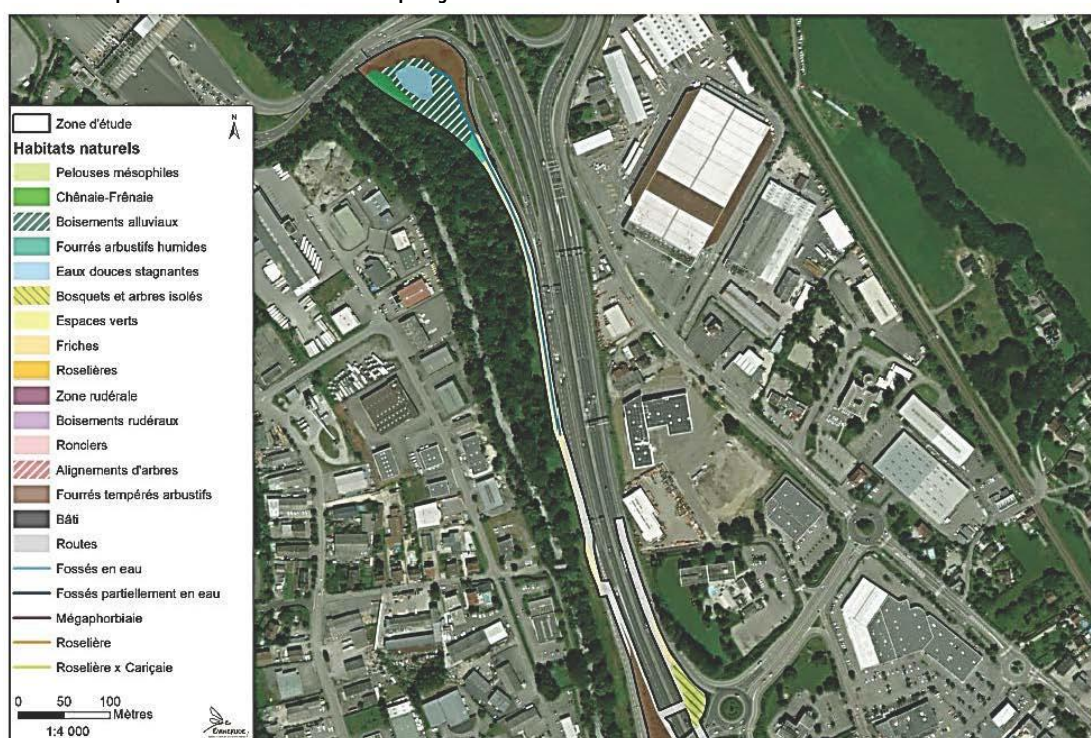 Zone d'étude
N
Habitats naturels
Pelouses mésophiles
Chênaie-Frênaie
Boisements alluviaux
Fourrés arbustifs humides
Eaux douces stagnantes
Bosquets et arbres isolés
Espaces verts
Friches
Roselières
Zone rudérale
Boisements rudéraux
Ronciers
Alignements d'arbres
Fourrés tempérés arbustifs
Bâti
Routes
Fossés en eau
Fossés partiellement en eau
Mégaphorbiaie
Roselière
Roselière x Cariçaie
0 50 100
Mètres
1:4 000